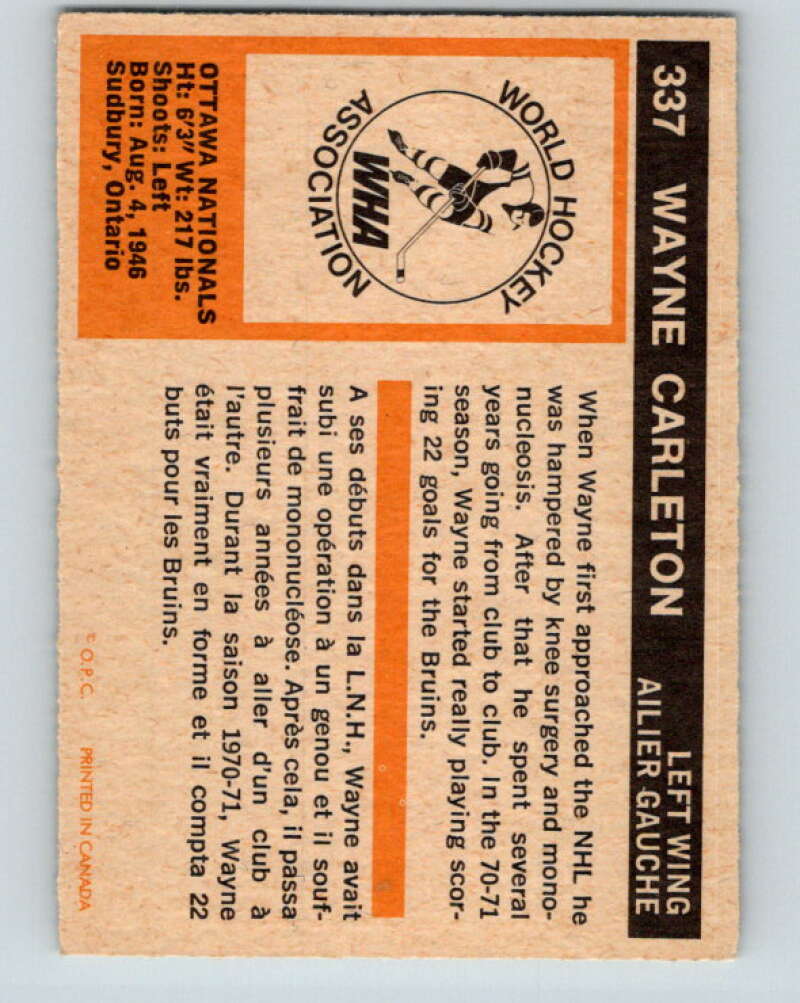 337 WAYNE CARLETON
LEFT WING
AILIER GAUCHE
WORLD HOCKEY
ASSOCIATION
WHA
OTTAWA NATIONALS
Ht: 6'3" Wt: 217 lbs.
Shoots: Left
Born: Aug. 4, 1946
Sudbury, Ontario
When Wayne first approached the NHL he
was hampered by knee surgery and mono-
nucleosis. After that he spent several
years going from club to club. In the 70-71
season, Wayne started really playing scor-
ing 22 goals for the Bruins.
A ses débuts dans la L.N.H., Wayne avait
subi une opération à un genou et il souf-
frait de mononucléose. Après cela, il passa
plusieurs années à aller d'un club à
l'autre. Durant la saison 1970-71, Wayne
était vraiment en forme et il compta 22
buts pour les Bruins.
© O.P.C. PRINTED IN CANADA